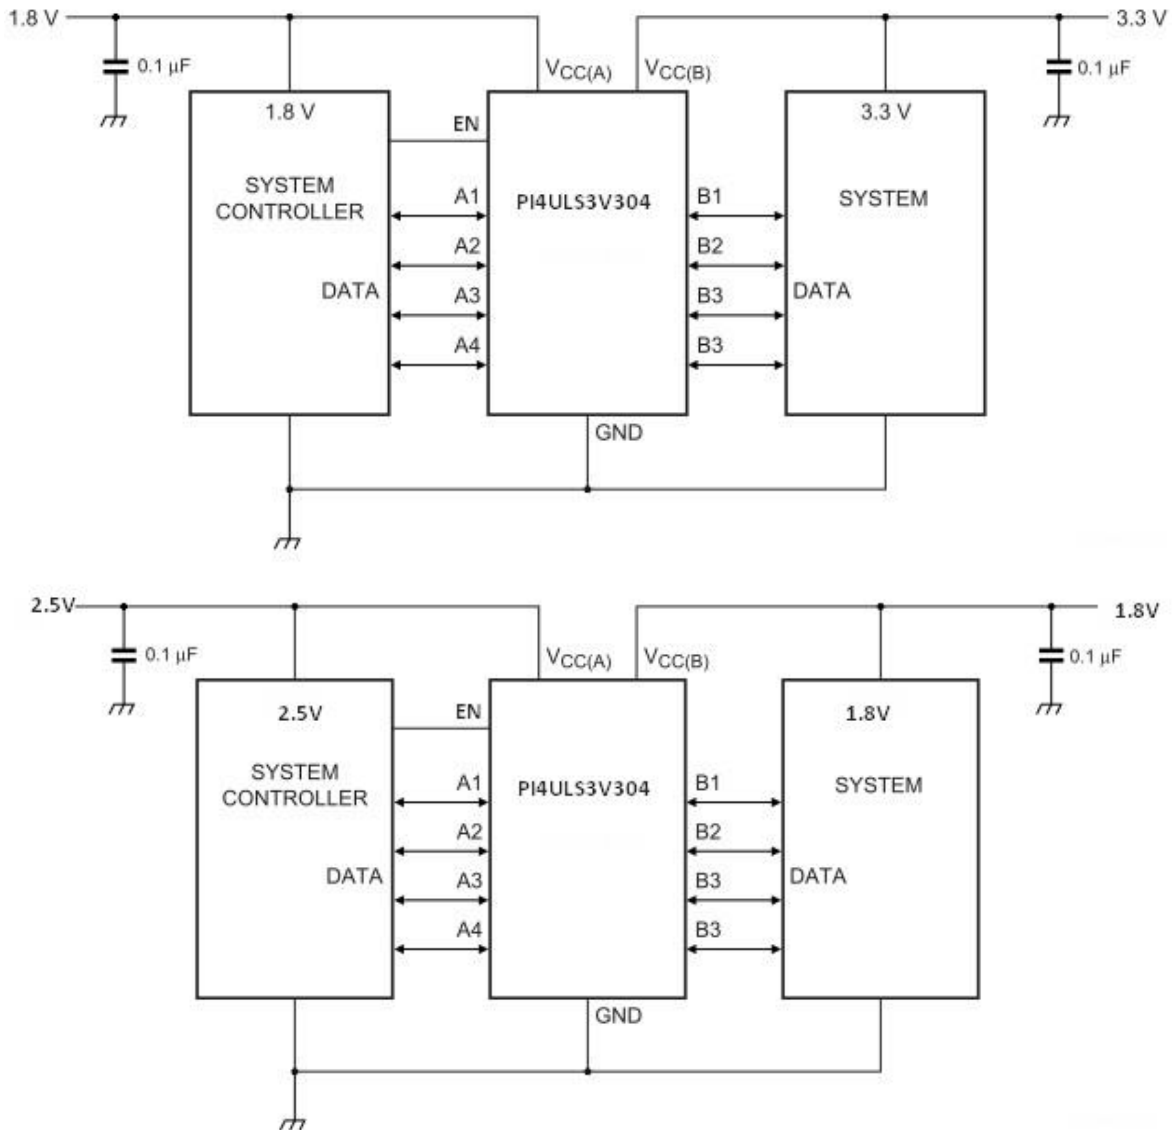 1.8 V
3.3 V
0.1 µF
VCC(A)
VCC(B)
0.1 µF
1.8 V
EN
3.3 V
SYSTEM
CONTROLLER
A1
PI4ULS3V304
B1
SYSTEM
A2
B2
DATA
A3
B3
DATA
A4
B3
GND
2.5V
1.8V
0.1 µF
VCC(A)
VCC(B)
0.1 µF
2.5V
EN
1.8V
SYSTEM
CONTROLLER
A1
PI4ULS3V304
B1
SYSTEM
A2
B2
DATA
A3
B3
DATA
A4
B3
GND